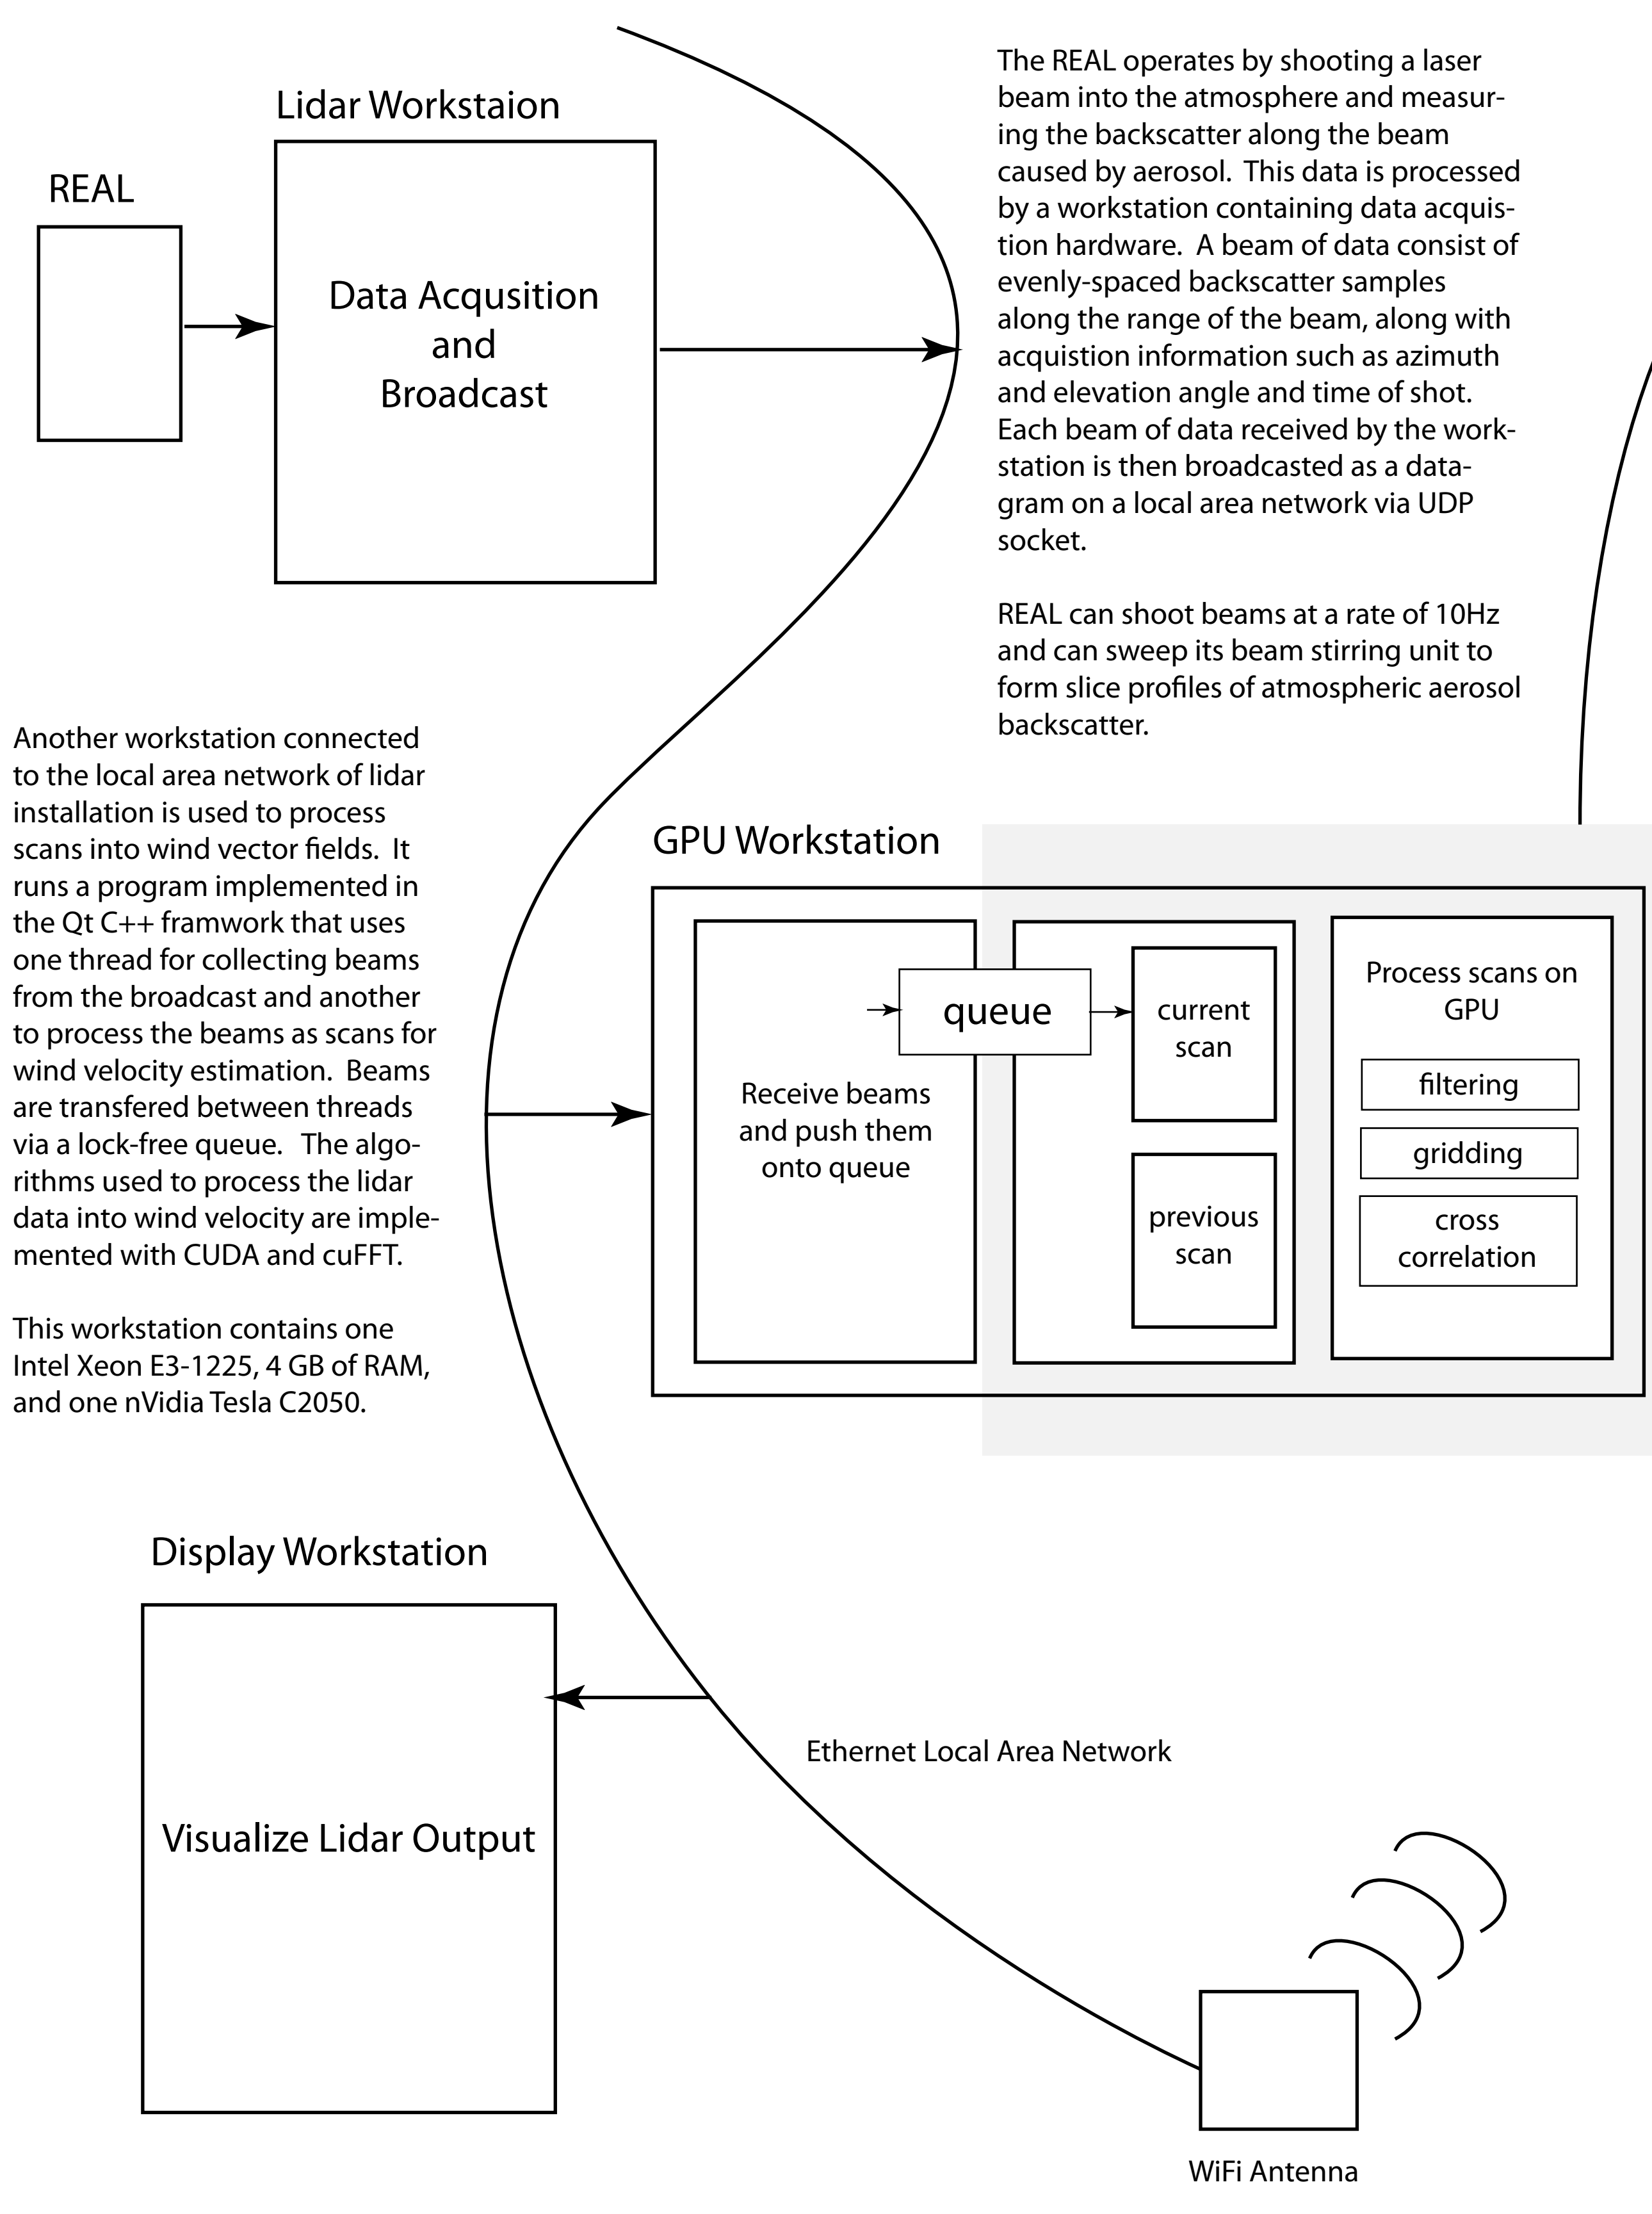 Lidar Workstaion
REAL
Data Acqusition
and
Broadcast
The REAL operates by shooting a laser
beam into the atmosphere and measur-
ing the backscatter along the beam
caused by aerosol.  This data is processed
by a workstation containing data acquis-
tion hardware.  A beam of data consist of
evenly-spaced backscatter samples
along the range of the beam, along with
acquistion information such as azimuth
and elevation angle and time of shot.
Each beam of data received by the work-
station is then broadcasted as a data-
gram on a local area network via UDP
socket.
REAL can shoot beams at a rate of 10Hz
and can sweep its beam stirring unit to
form slice profiles of atmospheric aerosol
backscatter.
Another workstation connected
to the local area network of lidar
installation is used to process
scans into wind vector fields.  It
runs a program implemented in
the Qt C++ framwork that uses
one thread for collecting beams
from the broadcast and another
to process the beams as scans for
wind velocity estimation.  Beams
are transfered between threads
via a lock-free queue.   The algo-
rithms used to process the lidar
data into wind velocity are imple-
mented with CUDA and cuFFT.
This workstation contains one
Intel Xeon E3-1225, 4 GB of RAM,
and one nVidia Tesla C2050.
GPU Workstation
queue
Receive beams
and push them
onto queue
current
scan
previous
scan
Process scans on
GPU
filtering
gridding
cross
correlation
Display Workstation
Visualize Lidar Output
Ethernet Local Area Network
WiFi Antenna